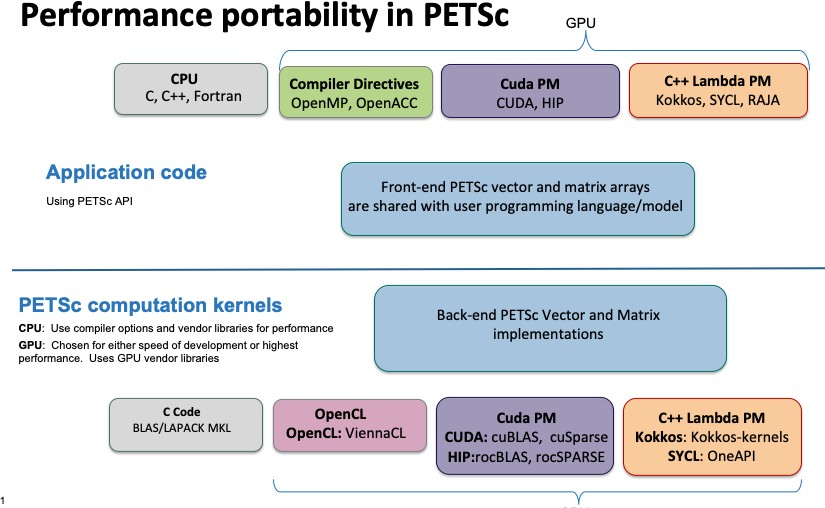 Performance portability in PETSc
GPU
CPU
C, C++, Fortran
Compiler Directives
OpenMP, OpenACC
Cuda PM
CUDA, HIP
C++ Lambda PM
Kokkos, SYCL, RAJA
Application code
Using PETSc API
Front-end PETSc vector and matrix arrays
are shared with user programming language/model
PETSc computation kernels
CPU:  Use compiler options and vendor libraries for performance
GPU:  Chosen for either speed of development or highest
performance.  Uses GPU vendor libraries
Back-end PETSc Vector and Matrix
implementations
C Code
BLAS/LAPACK MKL
OpenCL
OpenCL: ViennaCL
Cuda PM
CUDA: cuBLAS,  cuSparse
HIP:rocBLAS, rocSPARSE
C++ Lambda PM
Kokkos: Kokkos-kernels
SYCL: OneAPI
1